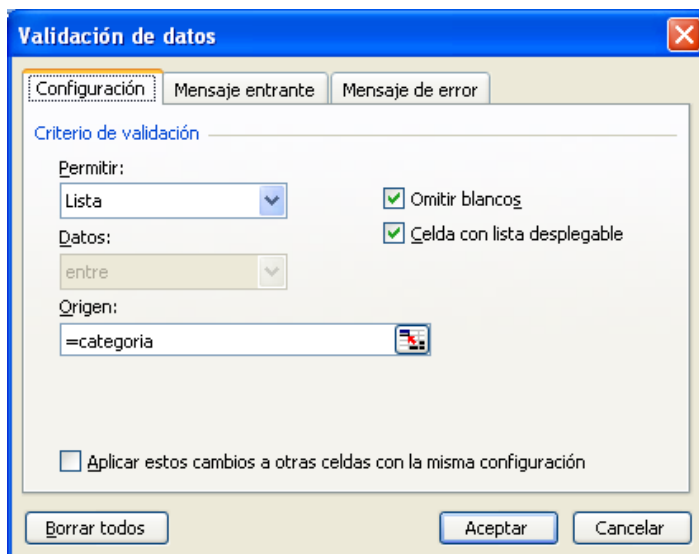 Validación de datos
Configuración Mensaje entrante Mensaje de error
Criterio de validación
Permitir:
Lista
Omitir blancos
Datos:
Celda con lista desplegable
entre
Origen:
=categoria
Aplicar estos cambios a otras celdas con la misma configuración
Borrar todos Aceptar Cancelar